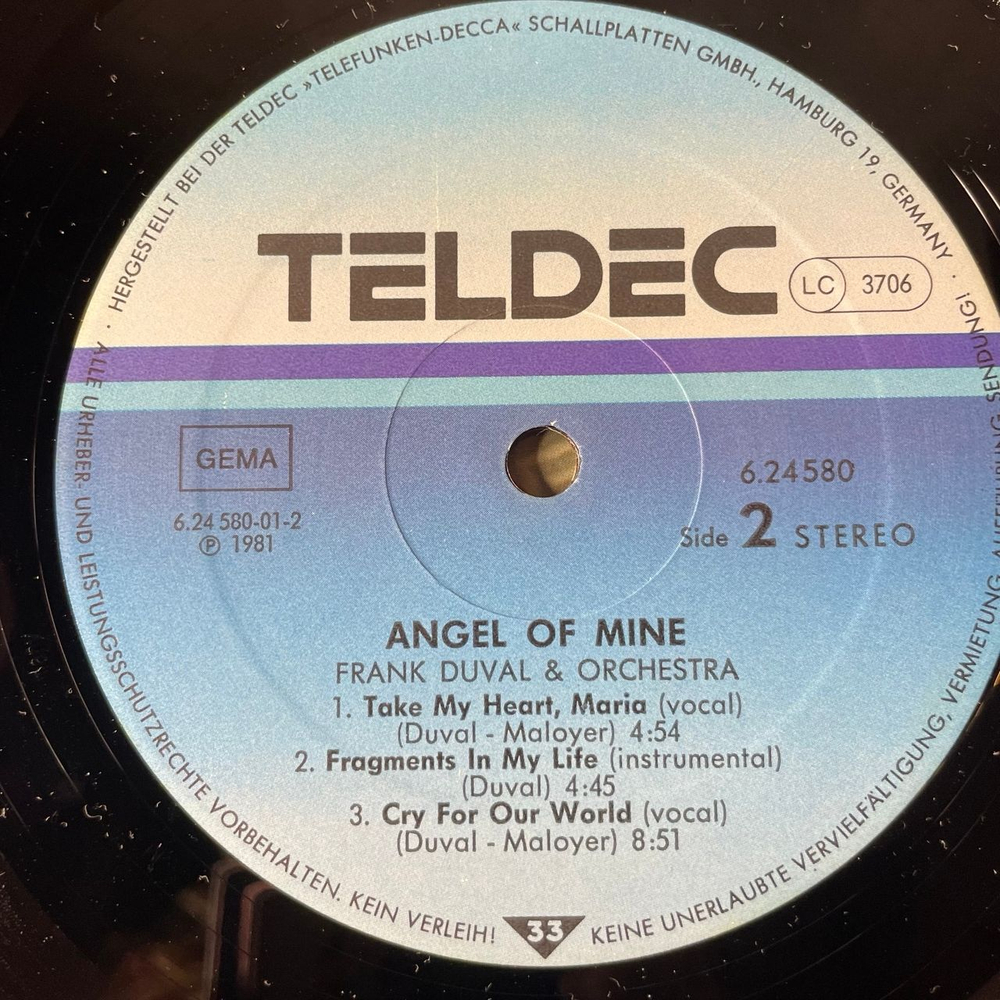 HERGESTELLT BEI DER TELDEC »TELEFUNKEN-DECCA« SCHALLPLATTEN GMBH., HAMBURG 19, GERMANY ·
TELDEC
LC 3706
GEMA
6.24 580-01-2
℗ 1981
6.24580
Side 2 STEREO
ANGEL OF MINE
FRANK DUVAL & ORCHESTRA
1. Take My Heart, Maria (vocal)
(Duval - Maloyer) 4:54
2. Fragments In My Life (instrumental)
(Duval) 4:45
3. Cry For Our World (vocal)
(Duval - Maloyer) 8:51
33
· ALLE URHEBER- UND LEISTUNGSSCHUTZRECHTE VORBEHALTEN. KEIN VERLEIH! KEINE UNERLAUBTE VERVIELFÄLTIGUNG, VERMIETUNG, SENDUNG!